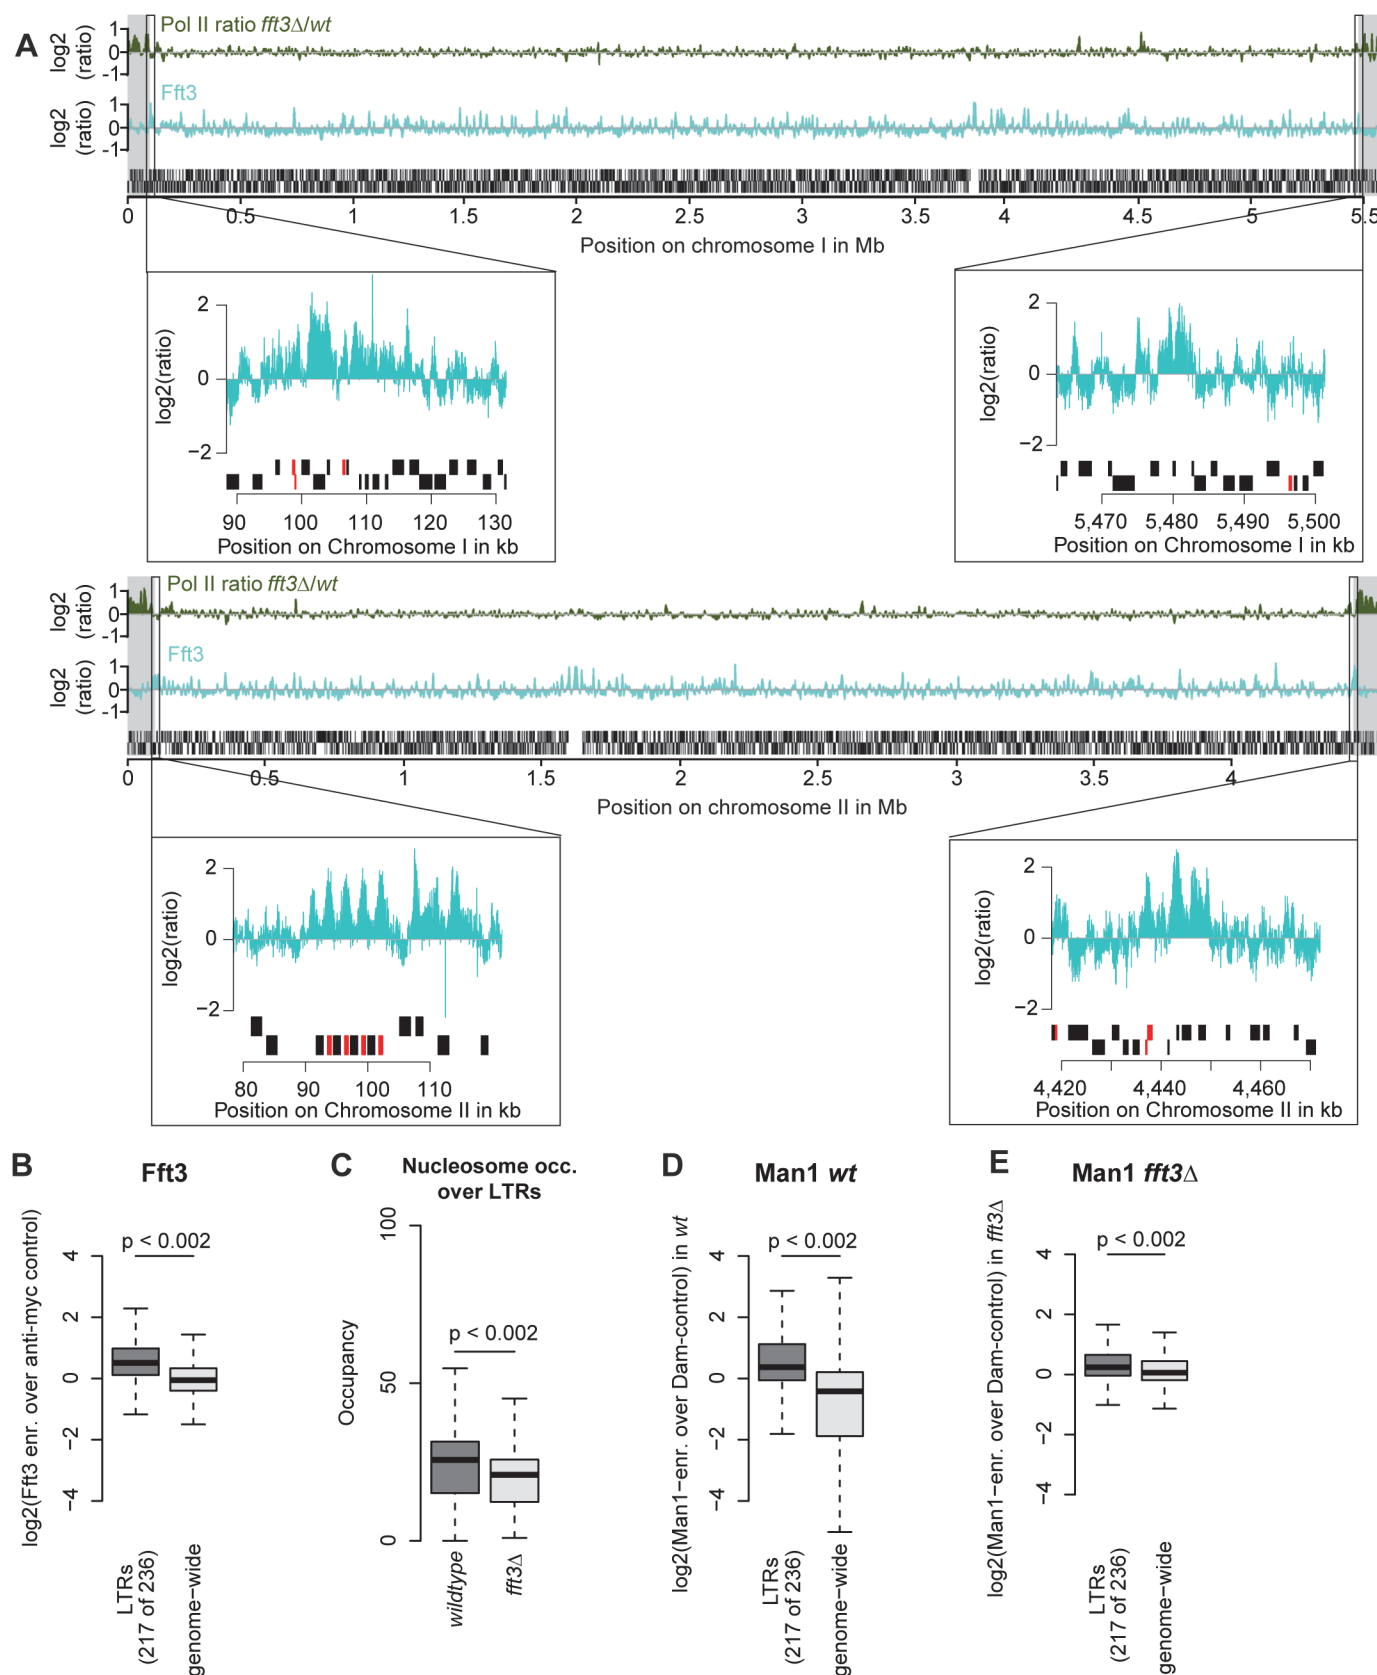 A
Pol II ratio fft3Δ/wt
log2
(ratio)
1
0
-1
Fft3
log2
(ratio)
1
0
-1
0 0.5 1 1.5 2 2.5 3 3.5 4 4.5 5 5.5
Position on chromosome I in Mb
log2(ratio)
2
0
−2
90 100 110 120 130
Position on Chromosome I in kb
log2(ratio)
2
0
−2
5,470 5,480 5,490 5,500
Position on Chromosome I in kb
Pol II ratio fft3Δ/wt
log2
(ratio)
1
0
-1
Fft3
log2
(ratio)
1
0
-1
0 0.5 1 1.5 2 2.5 3 3.5 4
Position on chromosome II in Mb
log2(ratio)
2
0
−2
80 90 100 110
Position on Chromosome II in kb
log2(ratio)
2
0
−2
4,420 4,440 4,460
Position on Chromosome II in kb
B
Fft3
log2(Fft3 enr. over anti-myc control)
p < 0.002
4
2
0
−2
−4
LTRs
(217 of 236)
genome−wide
C
Nucleosome occ.
over LTRs
Occupancy
100
50
0
p < 0.002
wildtype
fft3Δ
D
Man1 wt
log2(Man1−enr. over Dam-control) in wt
p < 0.002
4
2
0
−2
−4
LTRs
(217 of 236)
genome−wide
E
Man1 fft3Δ
log2(Man1−enr. over Dam-control) in fft3Δ
p < 0.002
4
2
0
−2
−4
LTRs
(217 of 236)
genome−wide